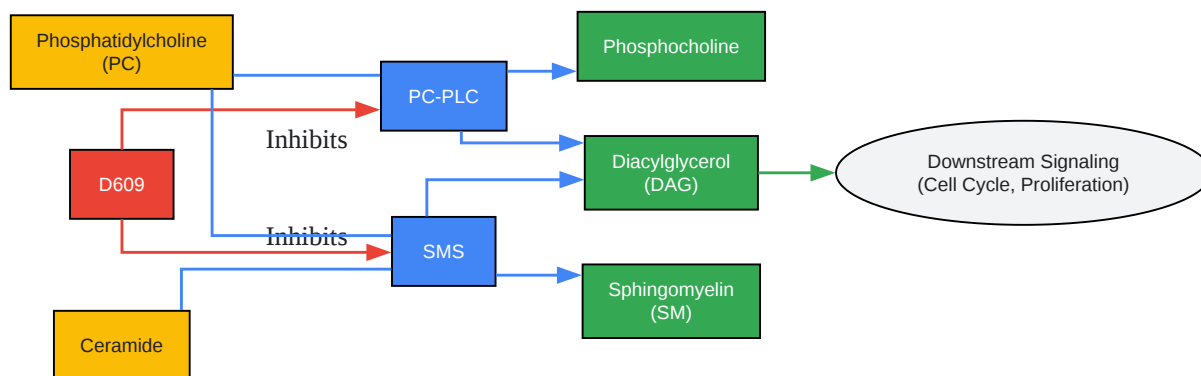 Phosphatidylcholine
(PC)
Phosphocholine
PC-PLC
Inhibits
Diacylglycerol
(DAG)
Downstream Signaling
(Cell Cycle, Proliferation)
D609
Inhibits
SMS
Sphingomyelin
(SM)
Ceramide